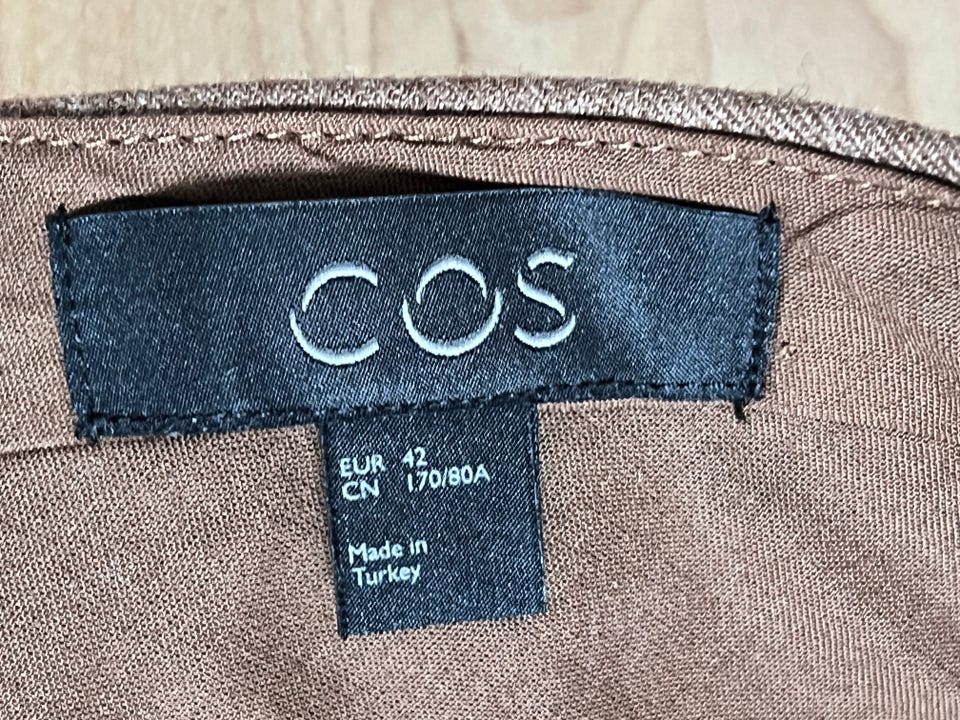 COS
EUR 42
CN 170/80A
Made in
Turkey